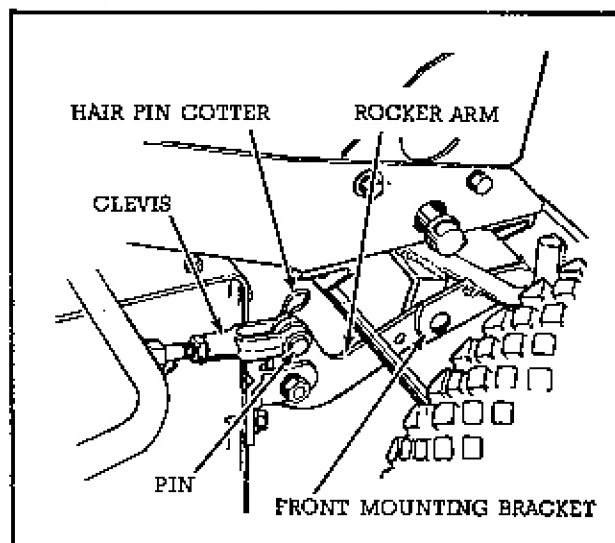 HAIR PIN COTTER
ROCKER ARM
CLEVIS
PIN
FRONT MOUNTING BRACKET